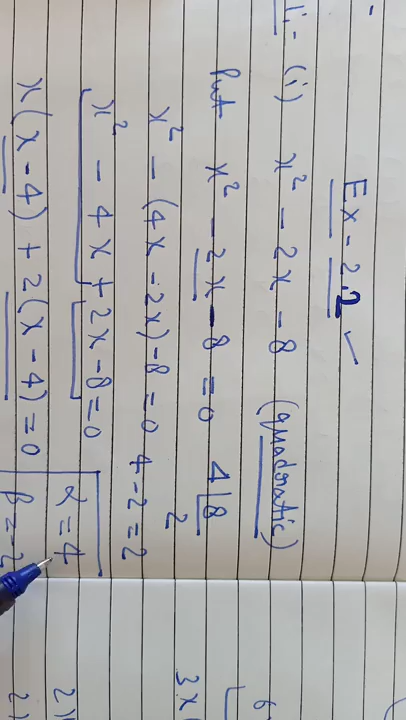 Ex - 2.2 ✓
1, - (i) x² - 2x - 8 (quadratic)
put x² - 2x - 8 = 0 4|8
2
x² - (4x - 2x) - 8 = 0 4 - 2 = 2
x² - 4x + 2x - 8 = 0
x(x - 4) + 2(x - 4) = 0
α = 4
β = -2